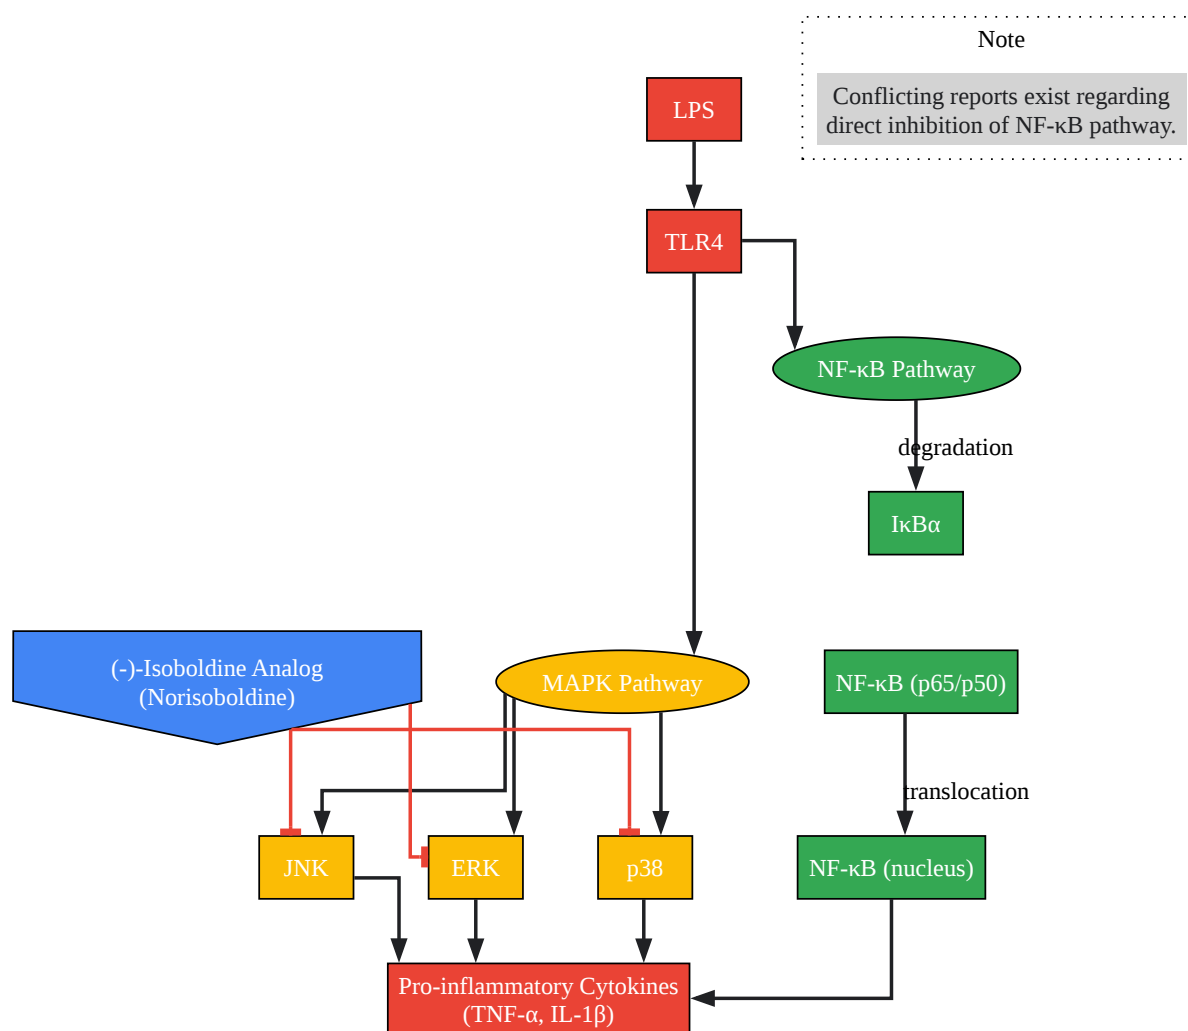 Note
Conflicting reports exist regarding
direct inhibition of NF-κB pathway.
LPS
TLR4
NF-κB Pathway
degradation
IκBα
(-)-Isoboldine Analog
(Norisoboldine)
MAPK Pathway
NF-κB (p65/p50)
translocation
JNK
ERK
p38
NF-κB (nucleus)
Pro-inflammatory Cytokines
(TNF-α, IL-1β)